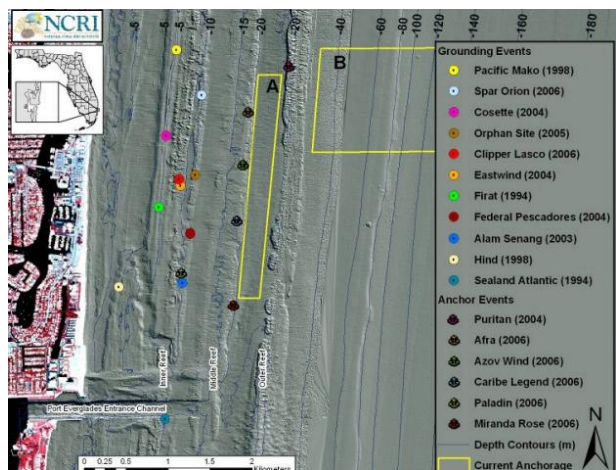 NCRI
-5
-5
-5
-10
-15
-20
-20
-40
-60
-80
-100
-120
-140
-160
-180
A
B
Grounding Events
Pacific Mako (1998)
Spar Orion (2006)
Cosette (2004)
Orphan Site (2005)
Clipper Lasco (2006)
Eastwind (2004)
Firat (1994)
Federal Pescadores (2004)
Alam Senang (2003)
Hind (1998)
Sealand Atlantic (1994)
Anchor Events
Puritan (2004)
Afra (2006)
Azov Wind (2006)
Caribe Legend (2006)
Paladin (2006)
Miranda Rose (2006)
Depth Contours (m)
Current Anchorage
N
Inner Reef
Middle Reef
Outer Reef
Port Everglades Entrance Channel
0 0.25 0.5 1 1.5 2
Kilometers